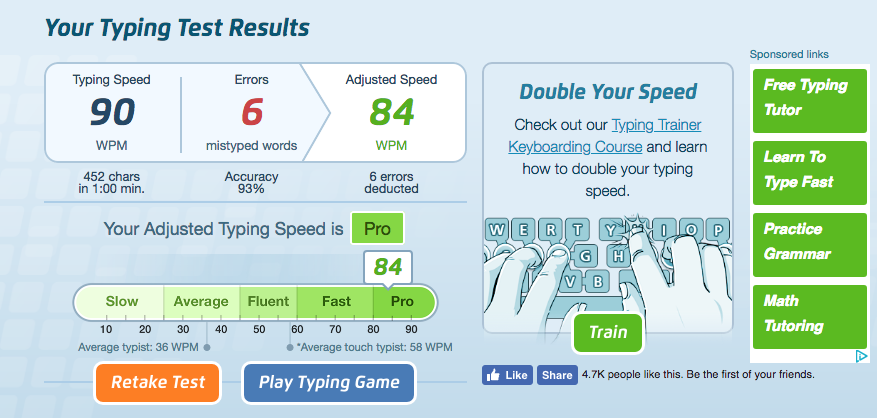 Your Typing Test Results
Typing Speed
90
WPM
Errors
6
mistyped words
Adjusted Speed
84
WPM
452 chars
in 1:00 min.
Accuracy
93%
6 errors
deducted
Your Adjusted Typing Speed is Pro
84
Slow Average Fluent Fast Pro
10 20 30 40 50 60 70 80 90
Average typist: 36 WPM
*Average touch typist: 58 WPM
Retake Test
Play Typing Game
Double Your Speed
Check out our Typing Trainer
Keyboarding Course and learn
how to double your typing
speed.
W E R T Y I O P
G H
V B
Train
Like
Share
4.7K people like this. Be the first of your friends.
Sponsored links
Free Typing
Tutor
Learn To
Type Fast
Practice
Grammar
Math
Tutoring